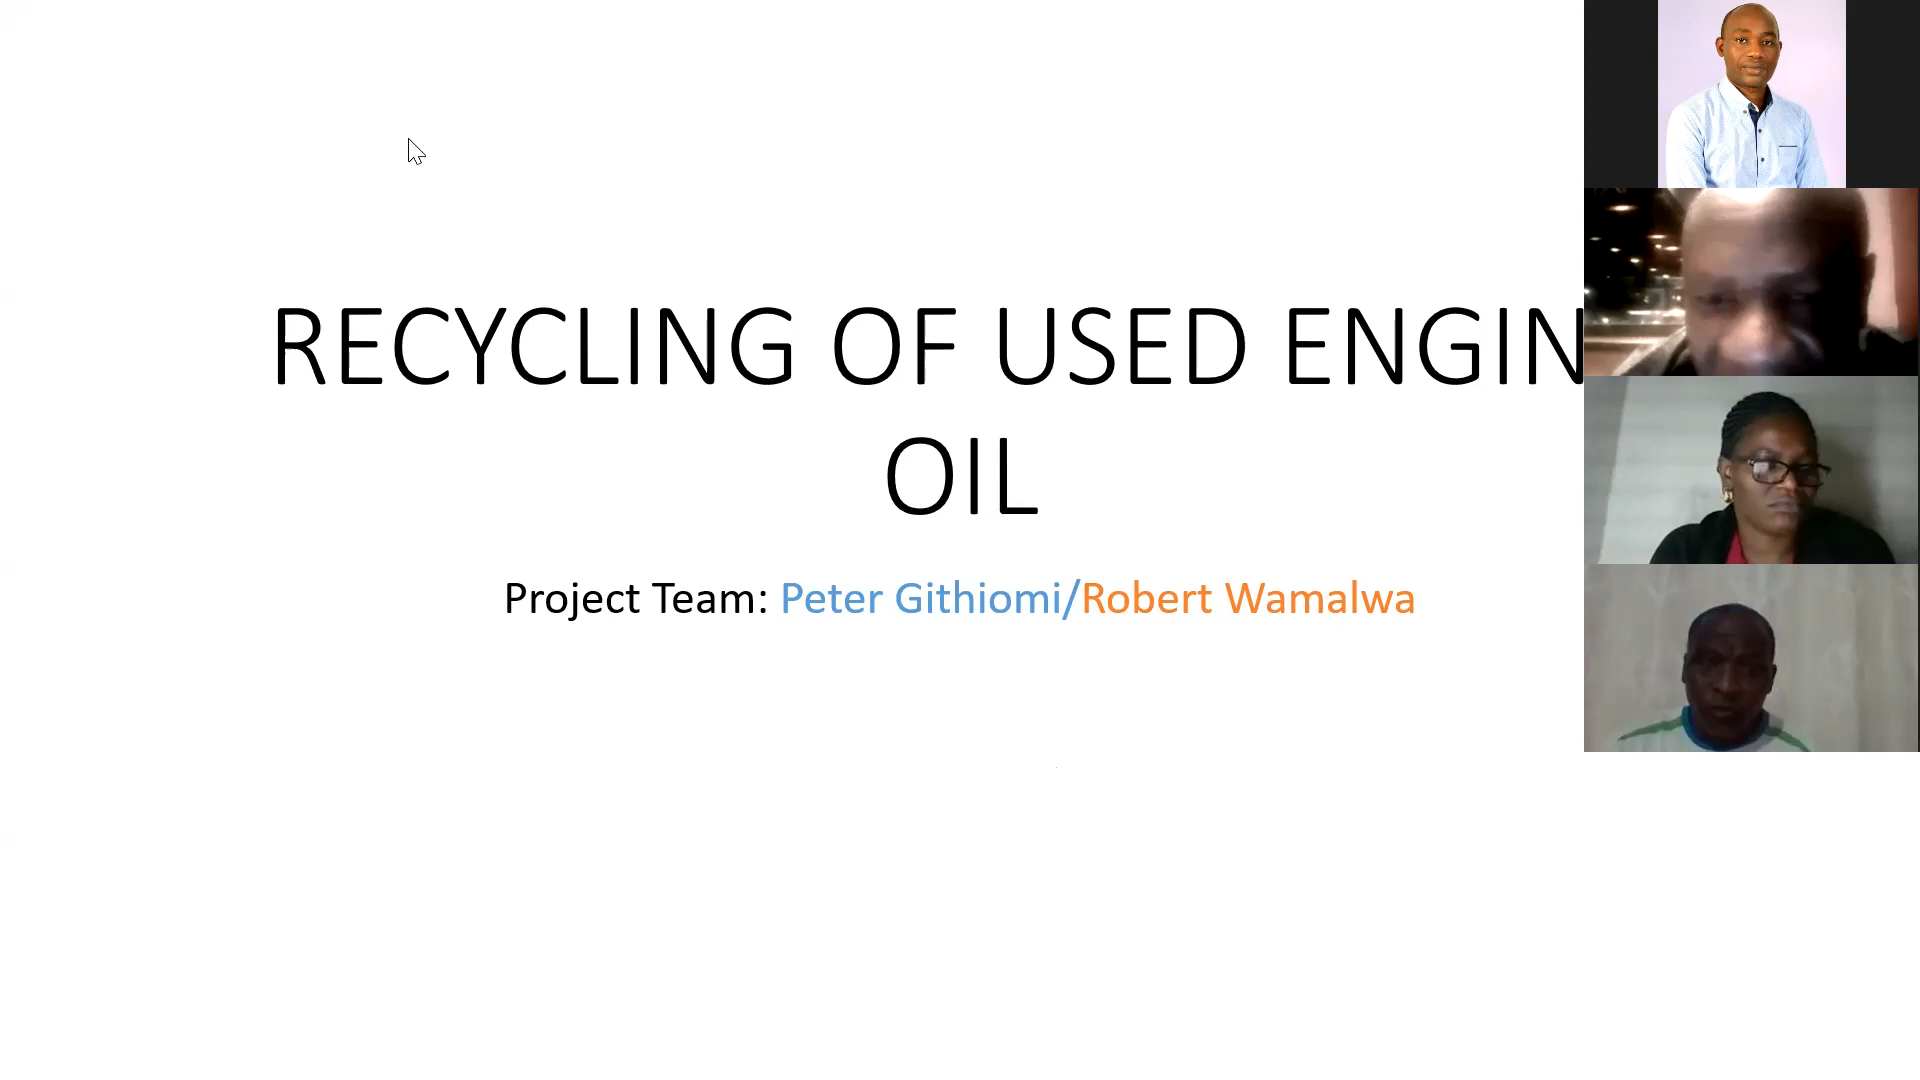 RECYCLING OF USED ENGIN
OIL
Project Team: Peter Githiomi/Robert Wamalwa